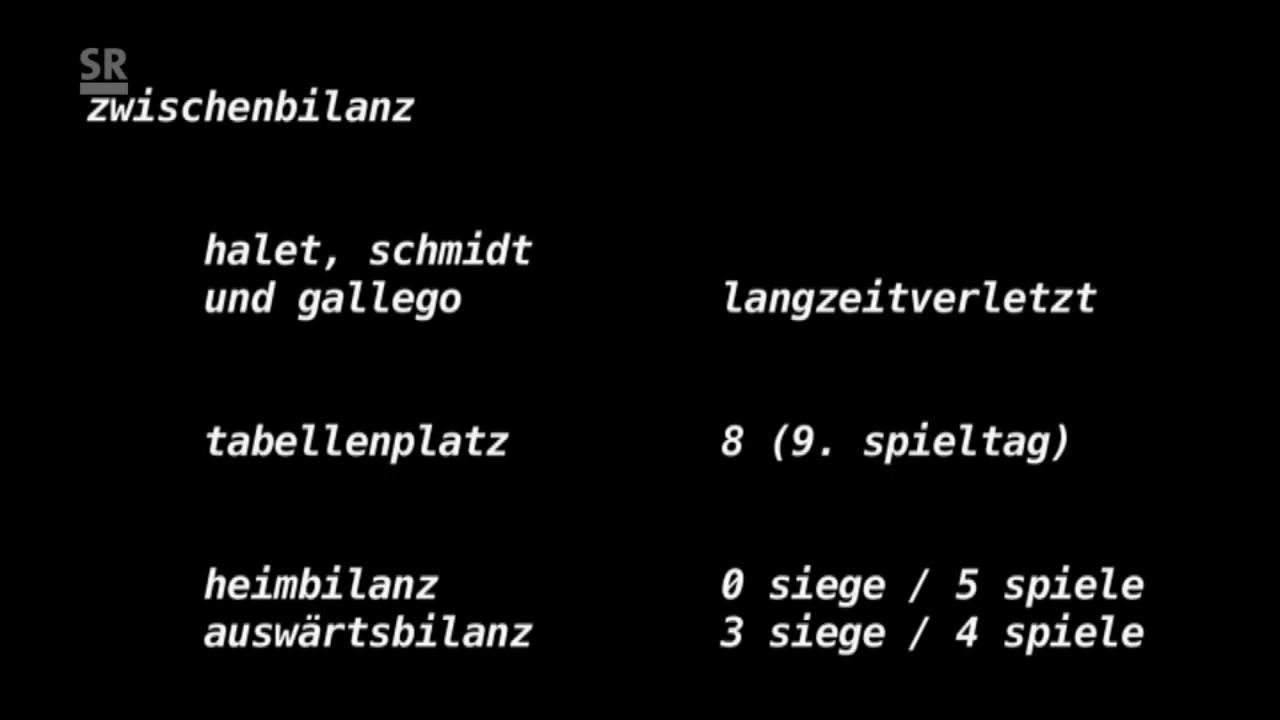 SR
zwischenbilanz
halet, schmidt
und gallego langzeitverletzt
tabellenplatz 8 (9. spieltag)
heimbilanz 0 siege / 5 spiele
auswärtsbilanz 3 siege / 4 spiele